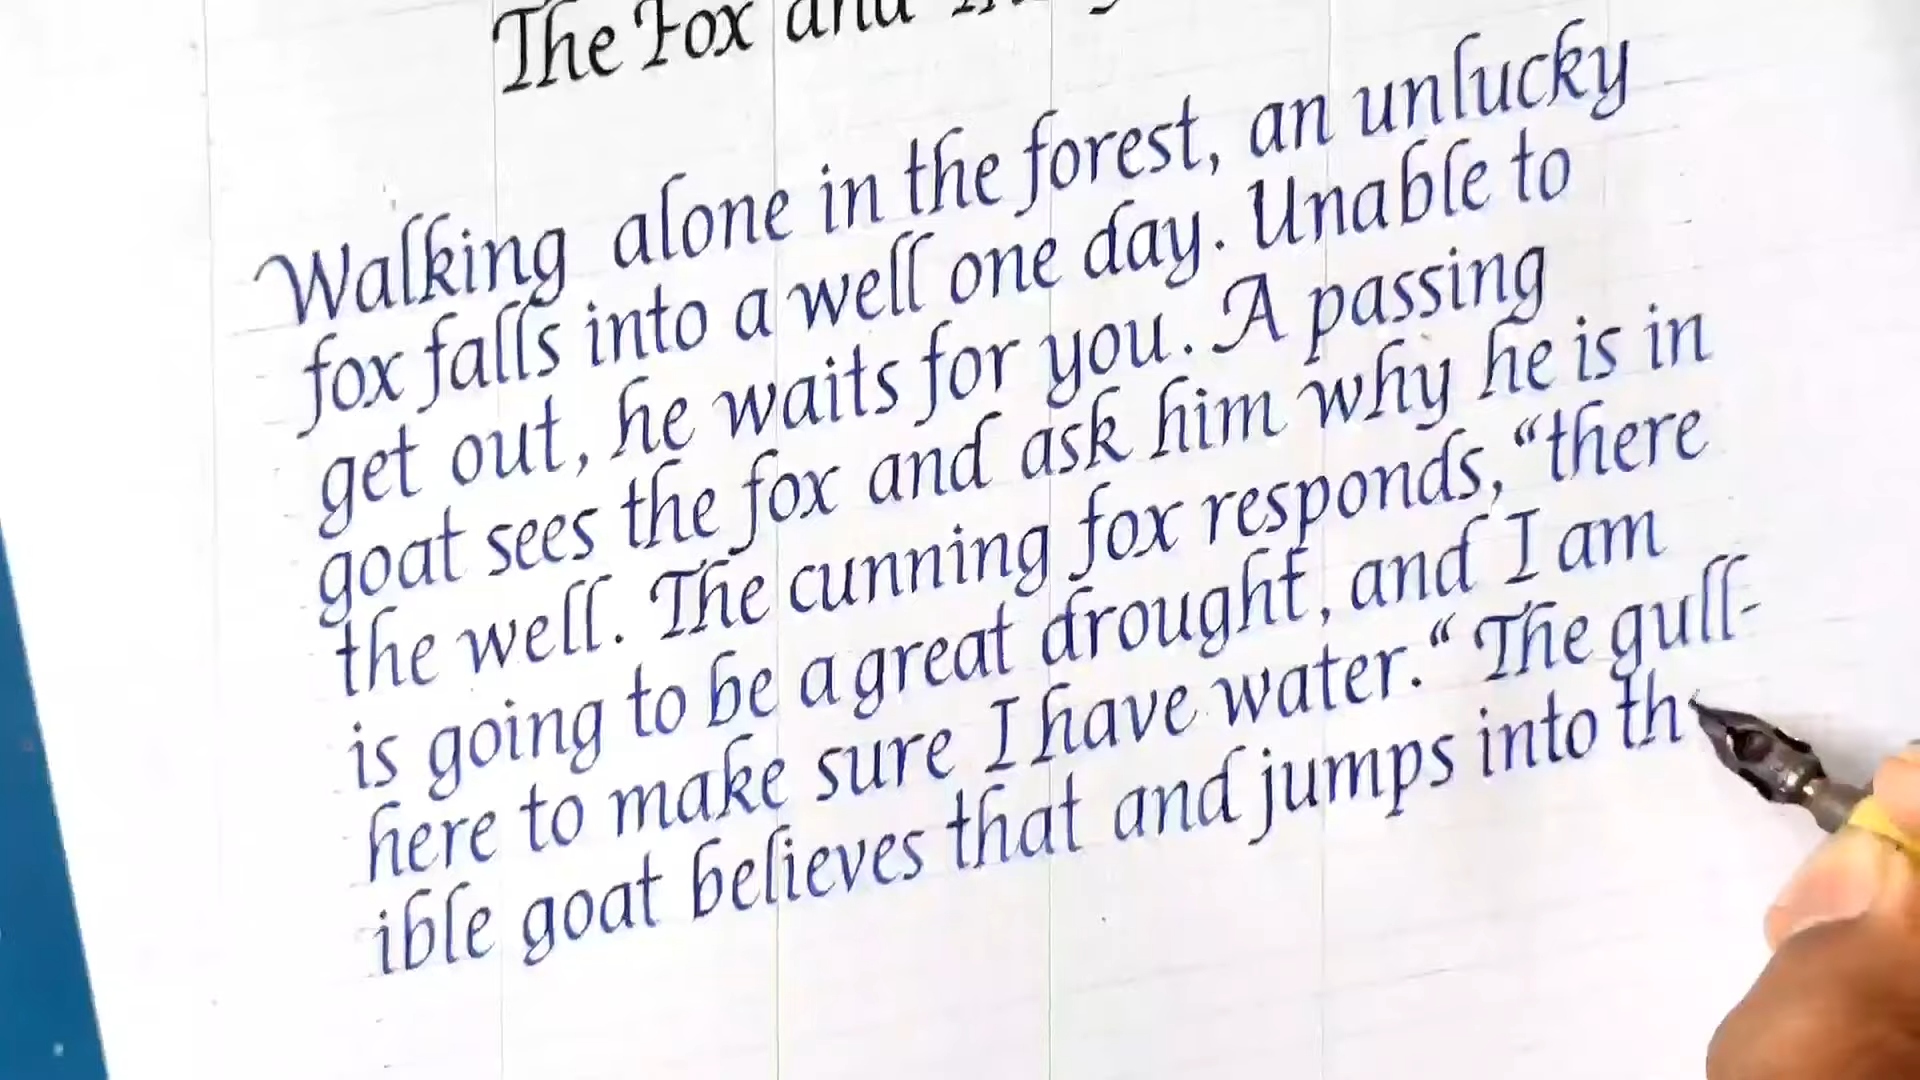 The Fox and
Walking alone in the forest, an unlucky
fox falls into a well one day. Unable to
get out, he waits for you. A passing
goat sees the fox and ask him why he is in
the well. The cunning fox responds, “there
is going to be a great drought, and I am
here to make sure I have water.“ The gull-
ible goat believes that and jumps into th